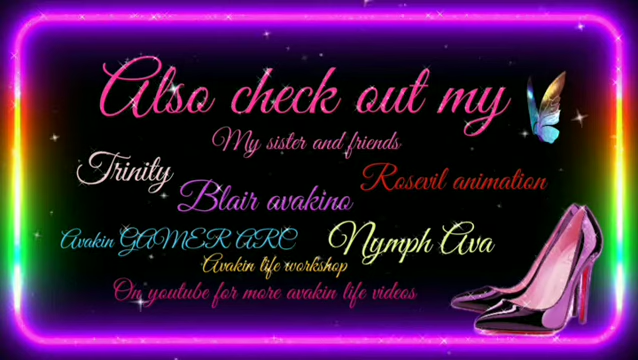 Also check out my
My sister and friends
Trinity
Rosevil animation
Blair avakino
Avakin GAMER ARC
Nymph Ava
Avakin life workshop
On youtube for more avakin life videos